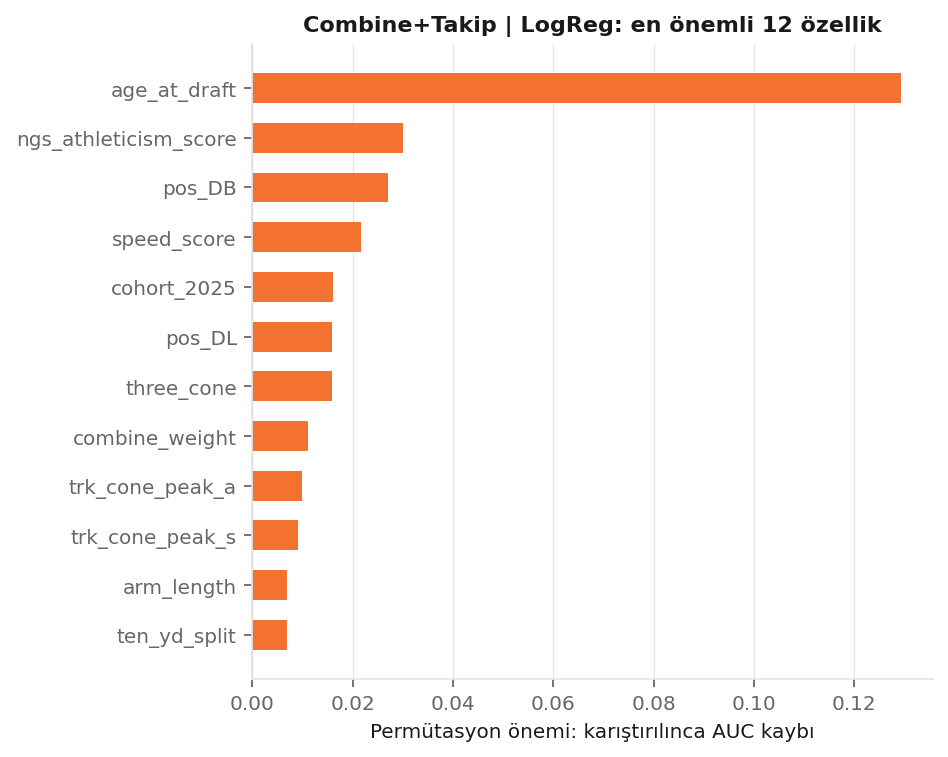 Combine+Takip | LogReg: en önemli 12 özellik
age_at_draft
ngs_athleticism_score
pos_DB
speed_score
cohort_2025
pos_DL
three_cone
combine_weight
trk_cone_peak_a
trk_cone_peak_s
arm_length
ten_yd_split
0.00 0.02 0.04 0.06 0.08 0.10 0.12
Permütasyon önemi: karıştırılınca AUC kaybı